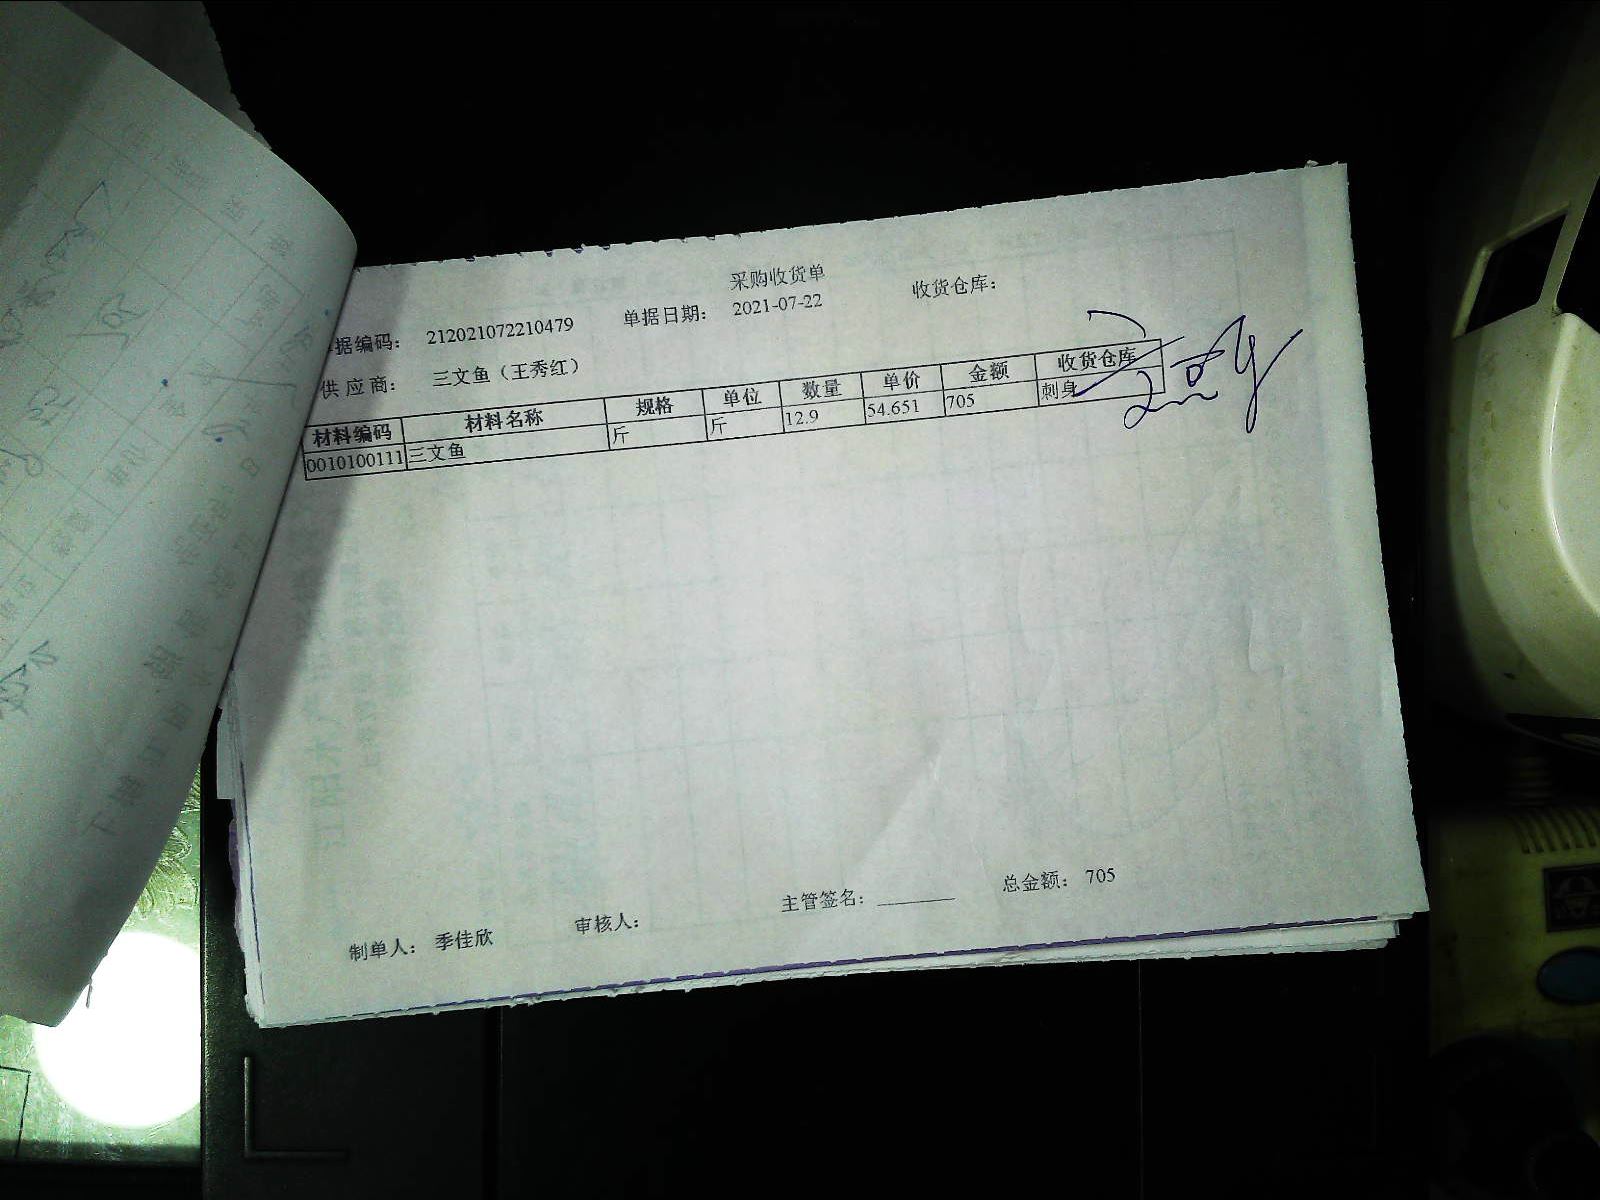 采购收货单
据编码： 212021072210479 单据日期： 2021-07-22 收货仓库：
供应商： 三文鱼（王秀红）
材料编码 材料名称 规格 单位 数量 单价 金额 收货仓库
0010100111 三文鱼 斤 斤 12.9 54.651 705 刺身
制单人： 季佳欣 审核人： 主管签名： 总金额： 705